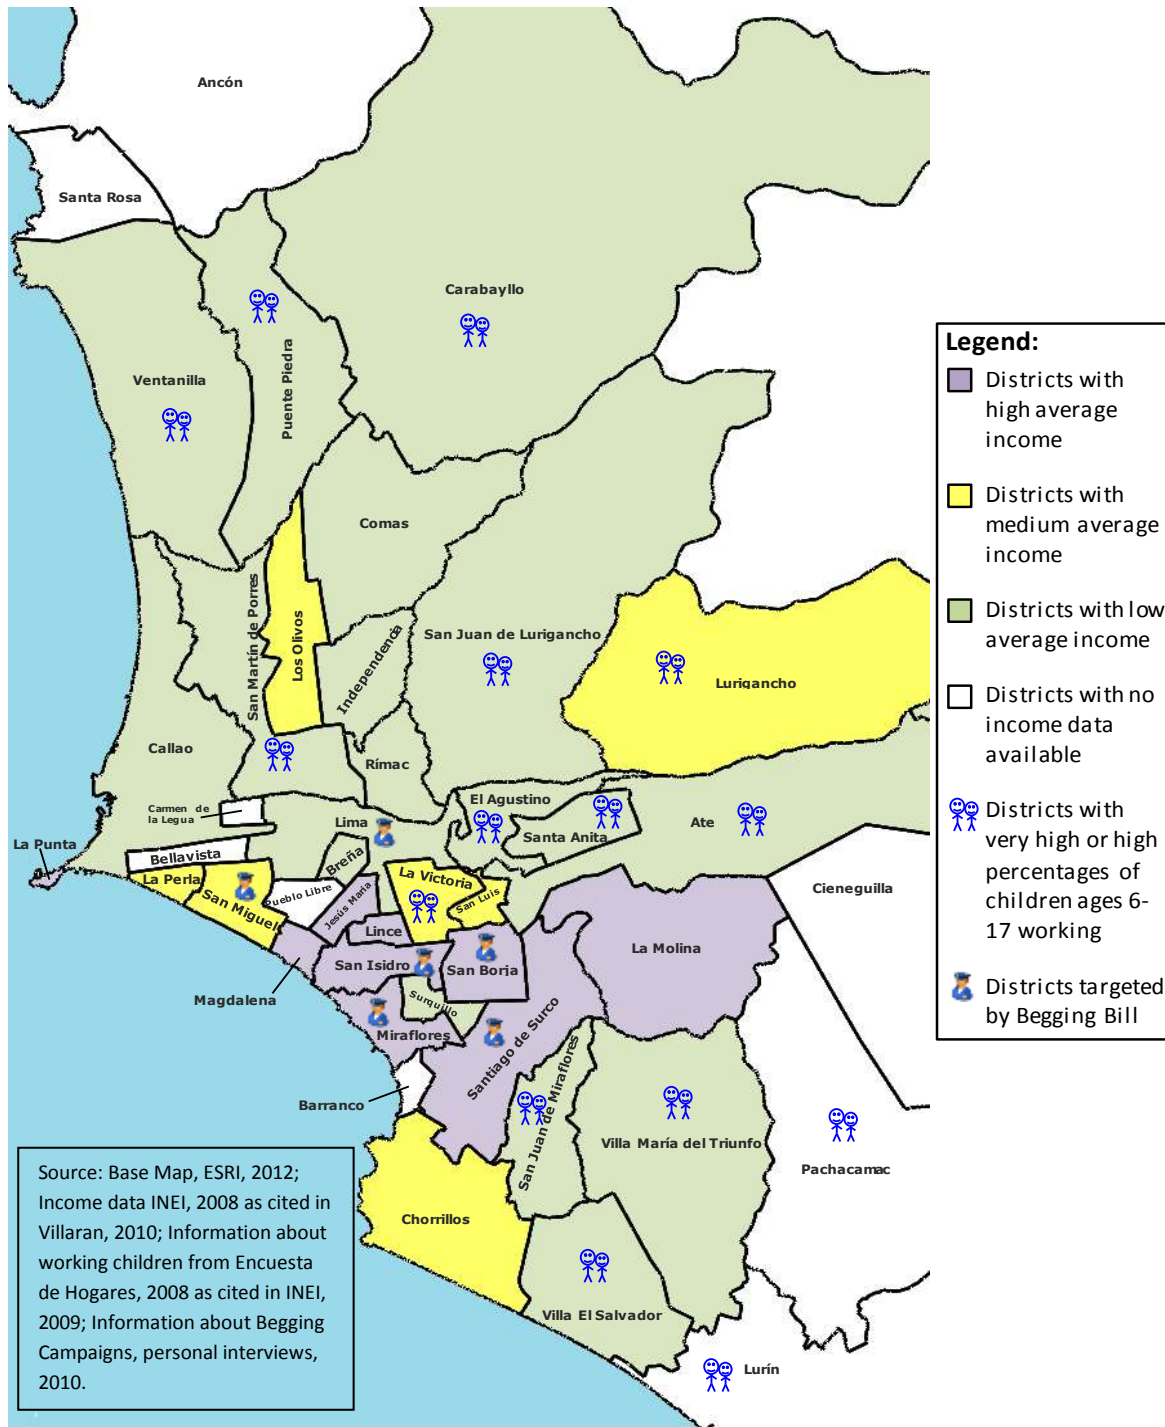 Ancón
Santa Rosa
Carabayllo
Ventanilla
Puente Piedra
Comas
San Martín de Porres
Los Olivos
Independencia
San Juan de Lurigancho
Lurigancho
Callao
Rímac
Carmen de
la Legua
El Agustino
Lima
Santa Anita
Ate
La Punta
Bellavista
Breña
La Perla
San Miguel
Pueblo Libre
Jesús María
La Victoria
San Luis
Cieneguilla
Lince
San Isidro
San Borja
La Molina
Magdalena
Surquillo
Miraflores
Santiago de Surco
Barranco
San Juan de Miraflores
Villa María del Triunfo
Pachacamac
Chorrillos
Villa El Salvador
Lurín
Legend:
Districts with
high average
income
Districts with
medium average
income
Districts with low
average income
Districts with no
income data
available
Districts with
very high or high
percentages of
children ages 6-
17 working
Districts targeted
by Begging Bill
Source: Base Map, ESRI, 2012;
Income data INEI, 2008 as cited in
Villaran, 2010; Information about
working children from Encuesta
de Hogares, 2008 as cited in INEI,
2009; Information about Begging
Campaigns, personal interviews,
2010.